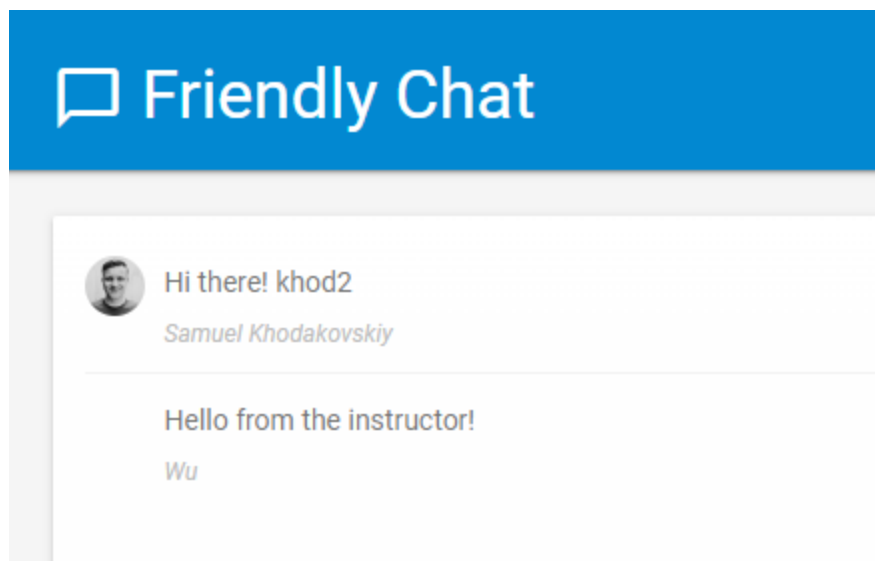 Friendly Chat
Hi there! khod2
Samuel Khodakovskiy
Hello from the instructor!
Wu